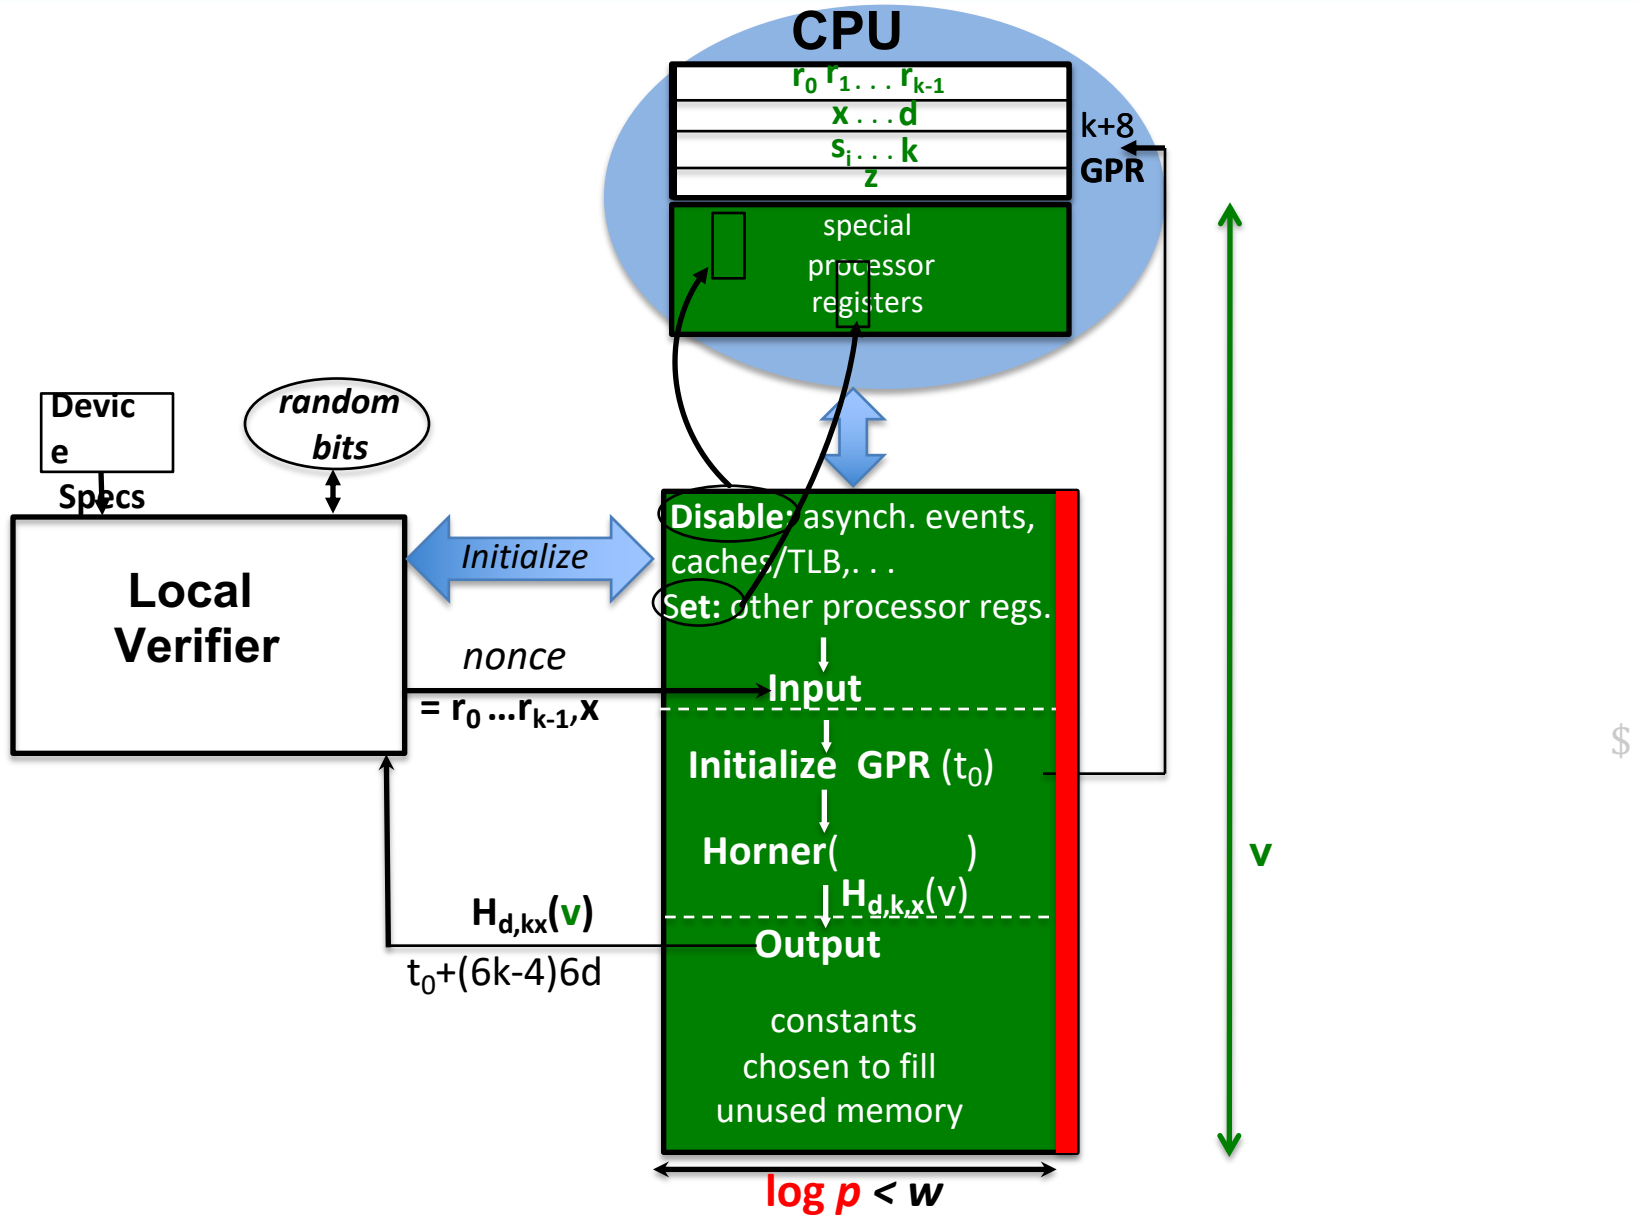 CPU
r0 r1 . . . rk-1
x . . . d
si . . . k
z
k+8
GPR
special
processor
registers
Devic
e
Specs
random
bits
Local
Verifier
Initialize
Disable: asynch. events,
caches/TLB,. . .
Set: other processor regs.
nonce
= r0 ...rk-1,x
Input
Initialize GPR (t0)
Horner( )
Hd,k,x(v)
Hd,kx(v)
t0+(6k-4)6d
Output
constants
chosen to fill
unused memory
v
$
log p < w